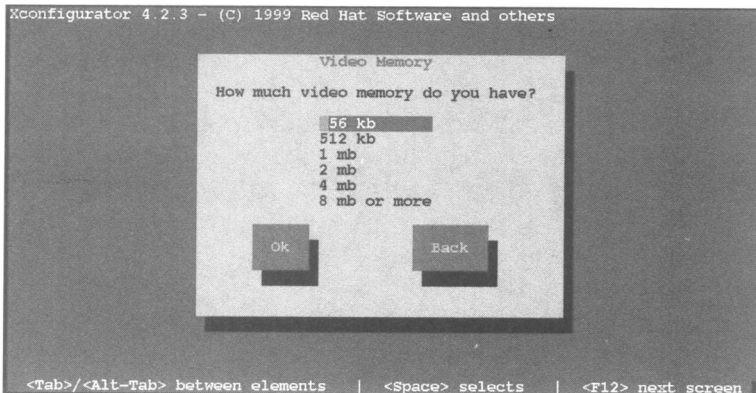 Xconfigurator 4.2.3 - (C) 1999 Red Hat Software and others
Video Memory
How much video memory do you have?
56 kb
512 kb
1 mb
2 mb
4 mb
8 mb or more
Ok
Back
<Tab>/<Alt-Tab> between elements | <Space> selects | <F12> next screen